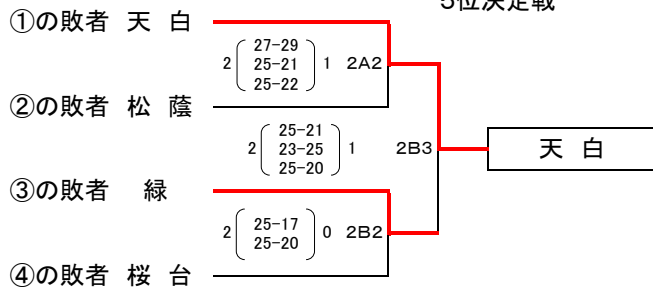 5位決定戦
①の敗者 天 白
2 27-29 25-21 25-22 1 2A2
②の敗者 松 蔭
2 25-21 23-25 25-20 1 2B3
天 白
③の敗者 緑
2 25-17 25-20 0 2B2
④の敗者 桜 台